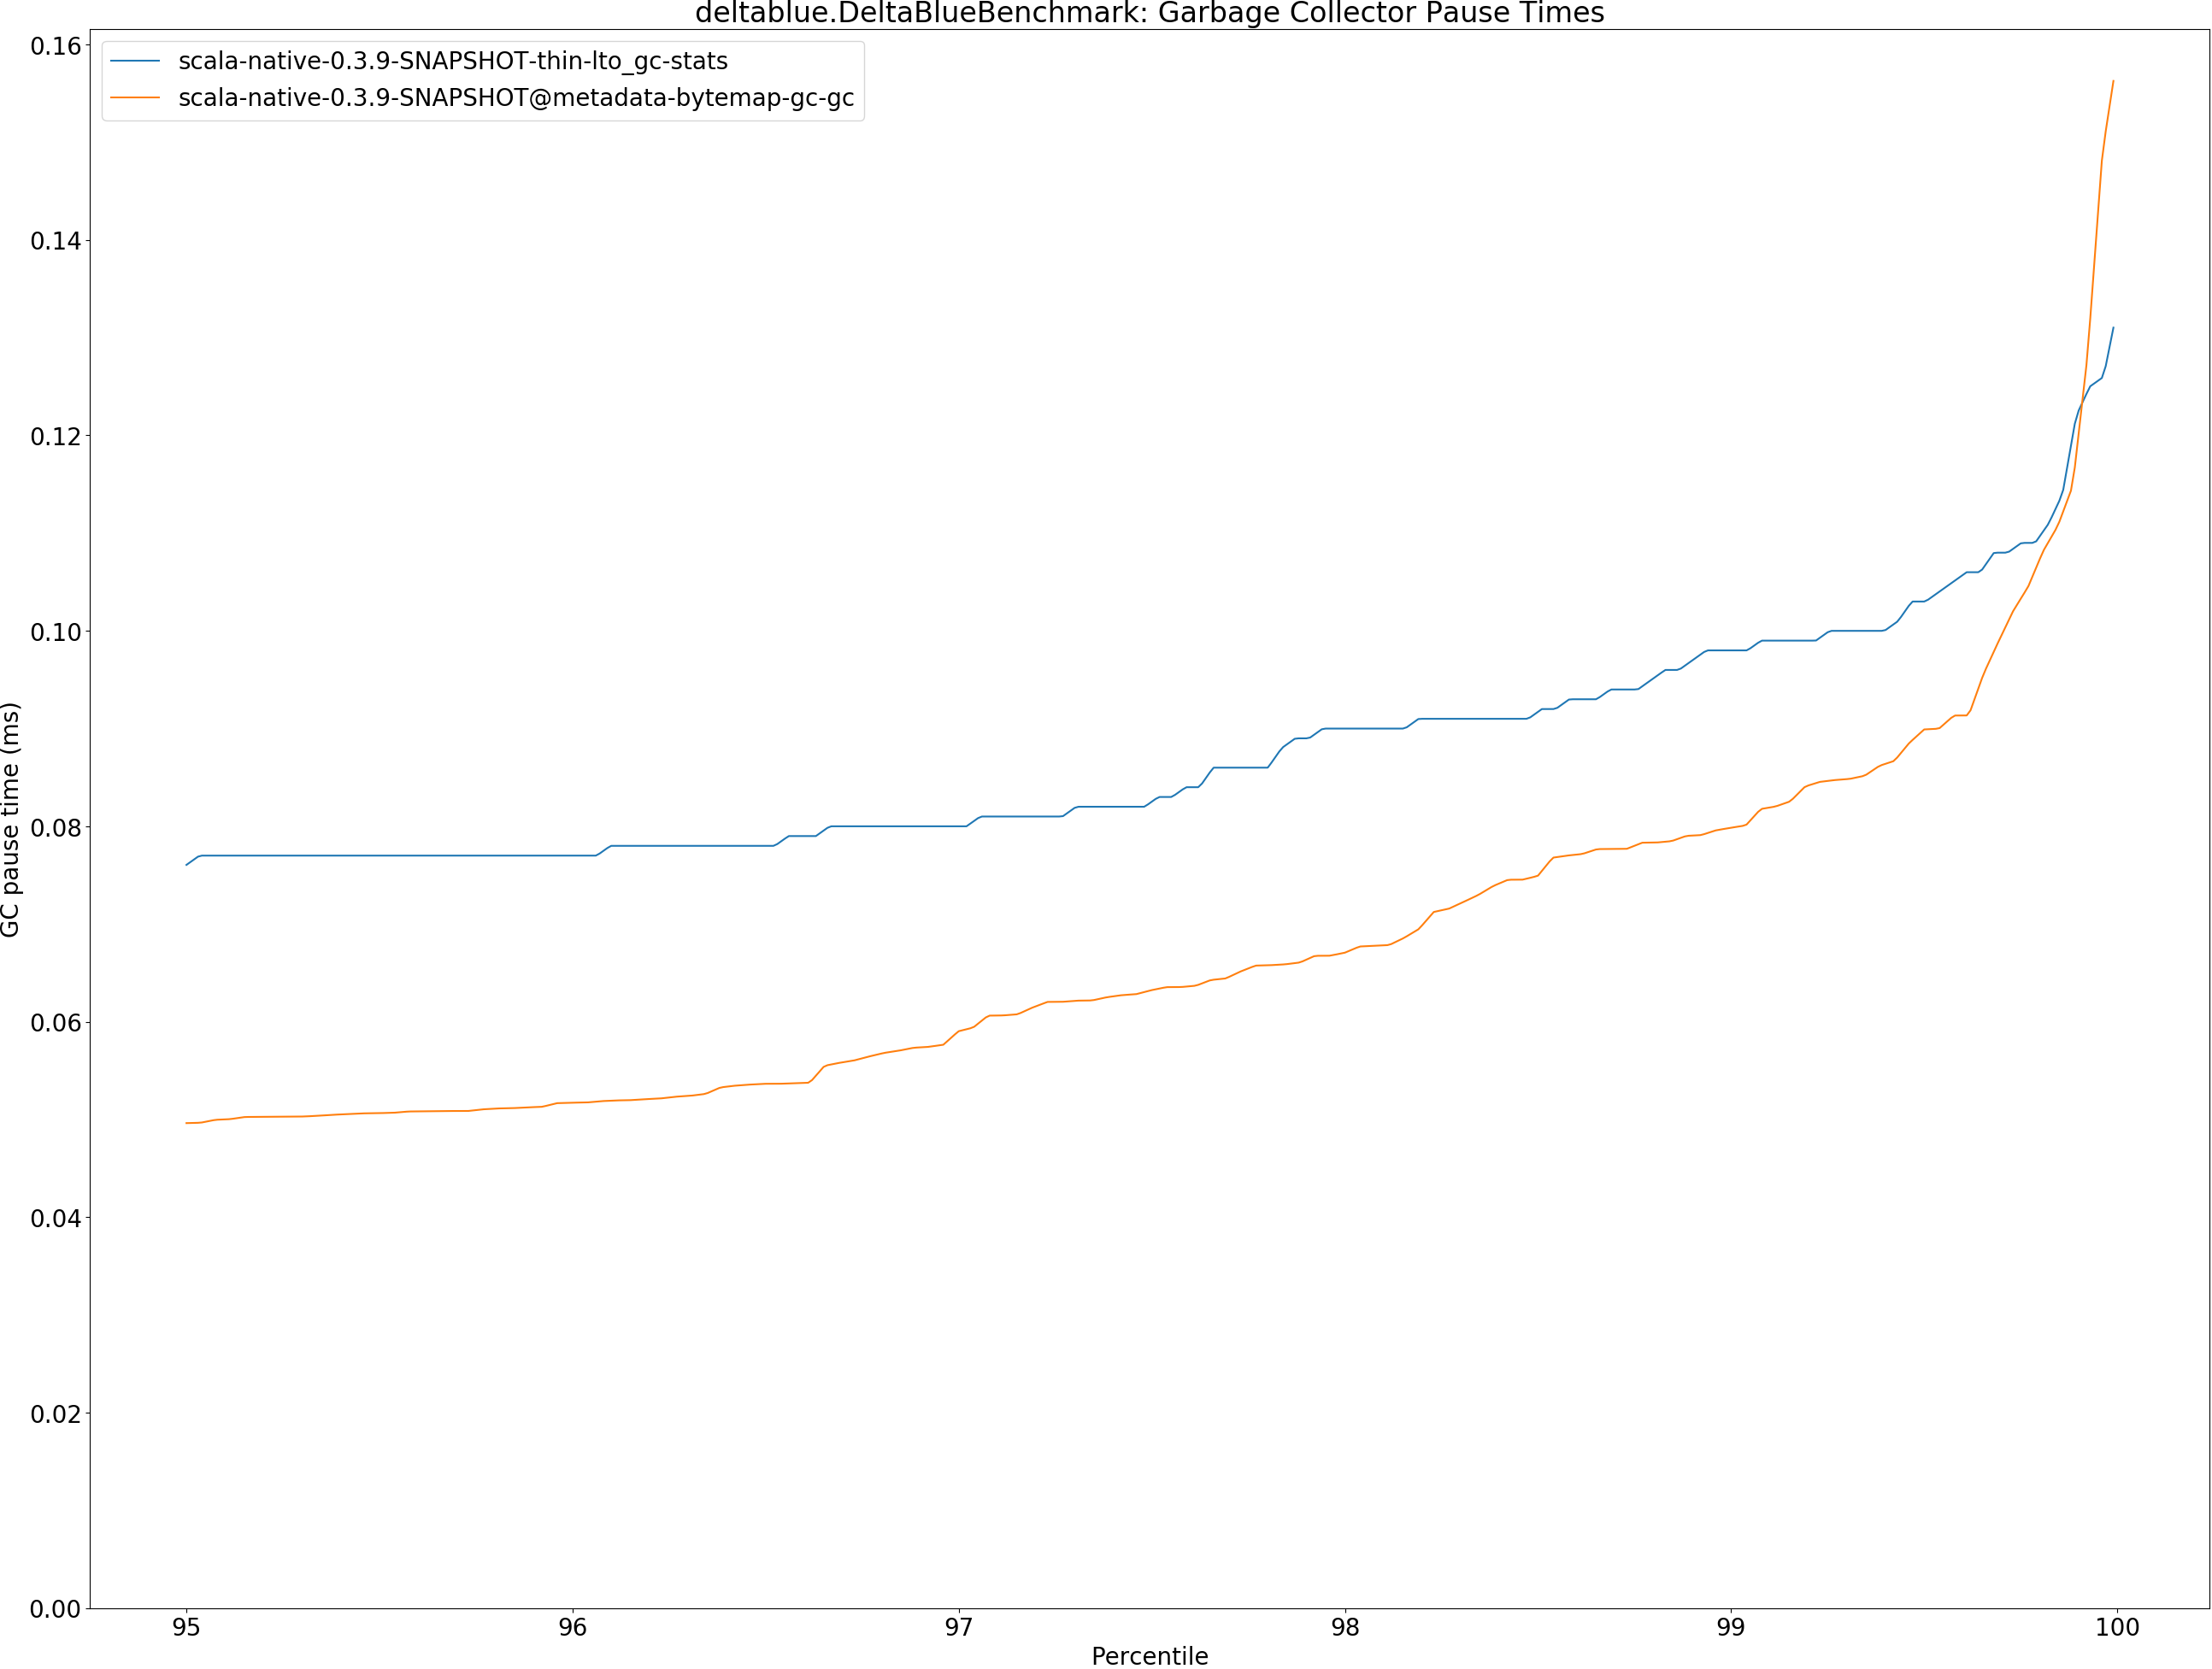 deltablue.DeltaBlueBenchmark: Garbage Collector Pause Times
scala-native-0.3.9-SNAPSHOT-thin-lto_gc-stats
scala-native-0.3.9-SNAPSHOT@metadata-bytemap-gc-gc
GC pause time (ms)
0.16
0.14
0.12
0.10
0.08
0.06
0.04
0.02
0.00
95 96 97 98 99 100
Percentile